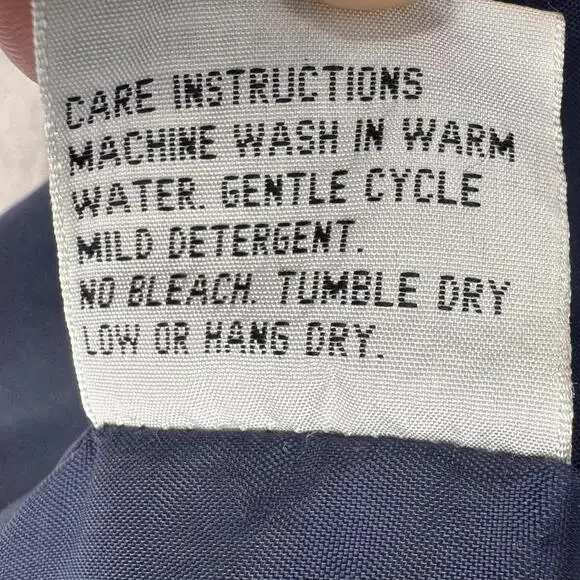 CARE INSTRUCTIONS
MACHINE WASH IN WARM
WATER. GENTLE CYCLE
MILD DETERGENT.
NO BLEACH. TUMBLE DRY
LOW OR HANG DRY.